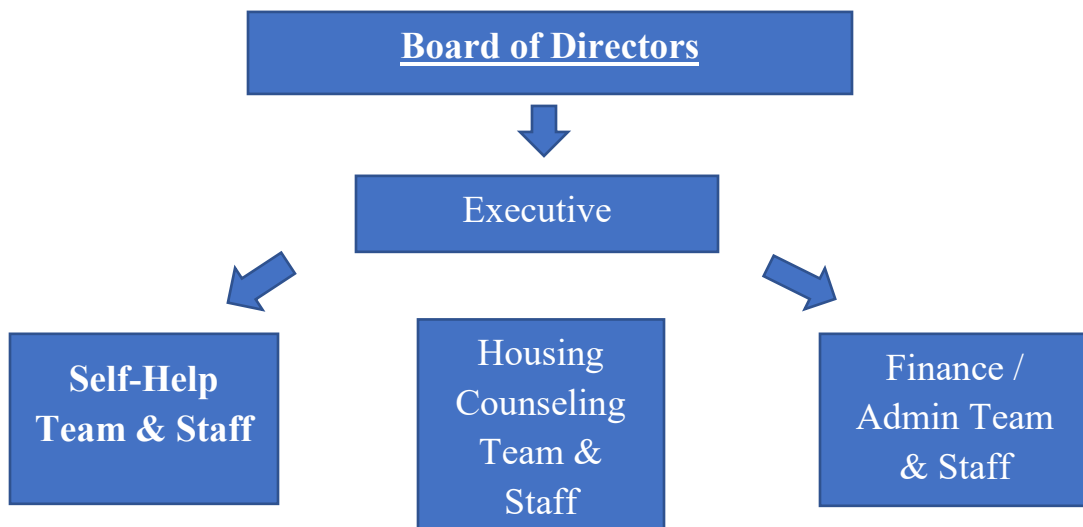 Board of Directors
Executive
Self-Help
Team & Staff
Housing
Counseling
Team &
Staff
Finance /
Admin Team
& Staff